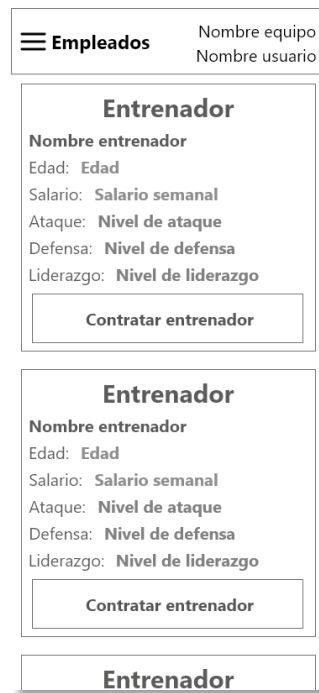 Empleados
Nombre equipo
Nombre usuario
Entrenador
Nombre entrenador
Edad: Edad
Salario: Salario semanal
Ataque: Nivel de ataque
Defensa: Nivel de defensa
Liderazgo: Nivel de liderazgo
Contratar entrenador
Entrenador
Nombre entrenador
Edad: Edad
Salario: Salario semanal
Ataque: Nivel de ataque
Defensa: Nivel de defensa
Liderazgo: Nivel de liderazgo
Contratar entrenador
Entrenador